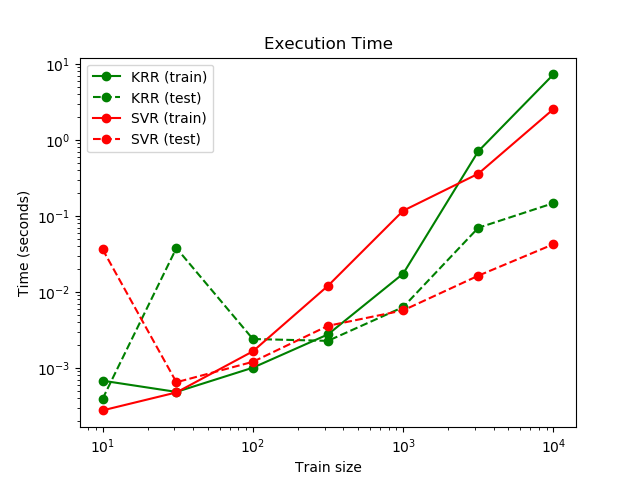 Execution Time
KRR (train)
KRR (test)
SVR (train)
SVR (test)
10¹
10⁰
10⁻¹
10⁻²
10⁻³
Time (seconds)
10¹ 10² 10³ 10⁴
Train size